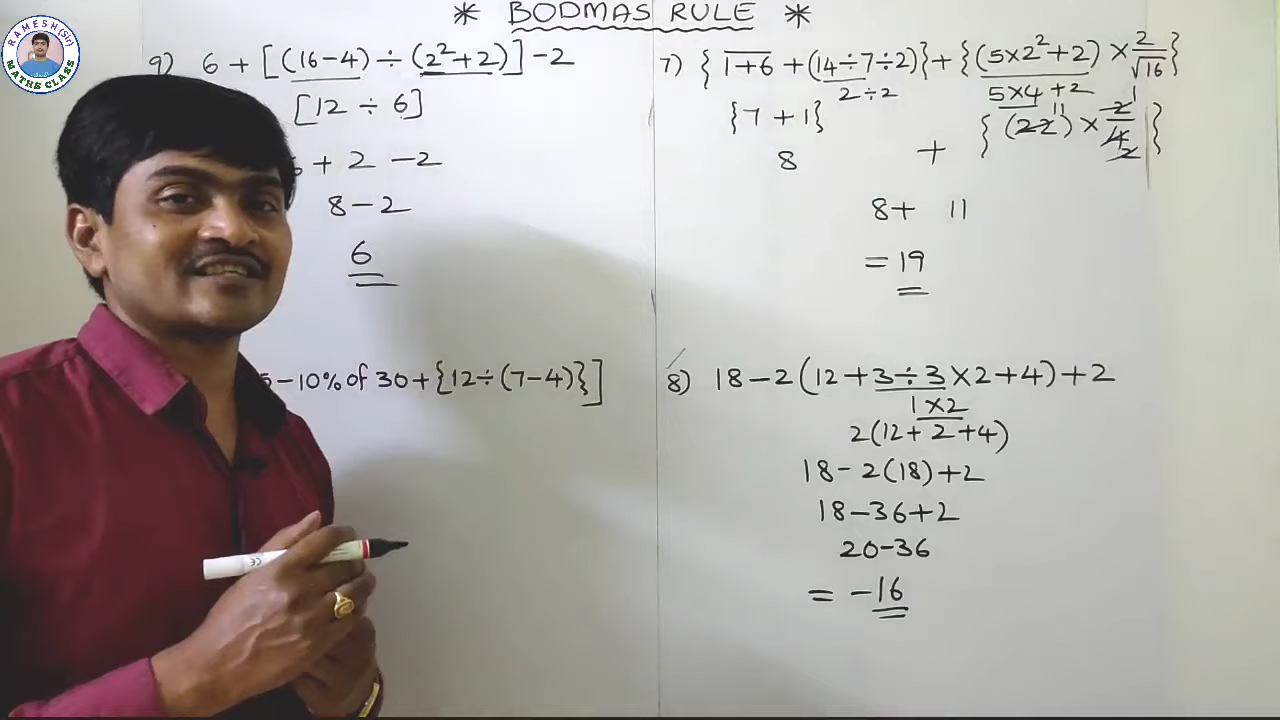 RAMESH(Sir)
MATHS CLASS
* BODMAS RULE *
9) 6 + [(16-4) ÷ (2²+2)] -2
[12 ÷ 6]
+ 2 -2
8-2
6
-10% of 30+{12÷(7-4)}]
7) { 1+6 +(14÷7÷2)}+{(5×2²+2) × 2/√16}
2÷2
5×4 +2
{7 + 1}
{ (22) × 2/4 }
11
1
2
8
+
8+ 11
= 19
8) 18-2(12+3÷3×2+4)+2
1×2
2(12+2+4)
18-2(18)+2
18-36+2
20-36
= -16